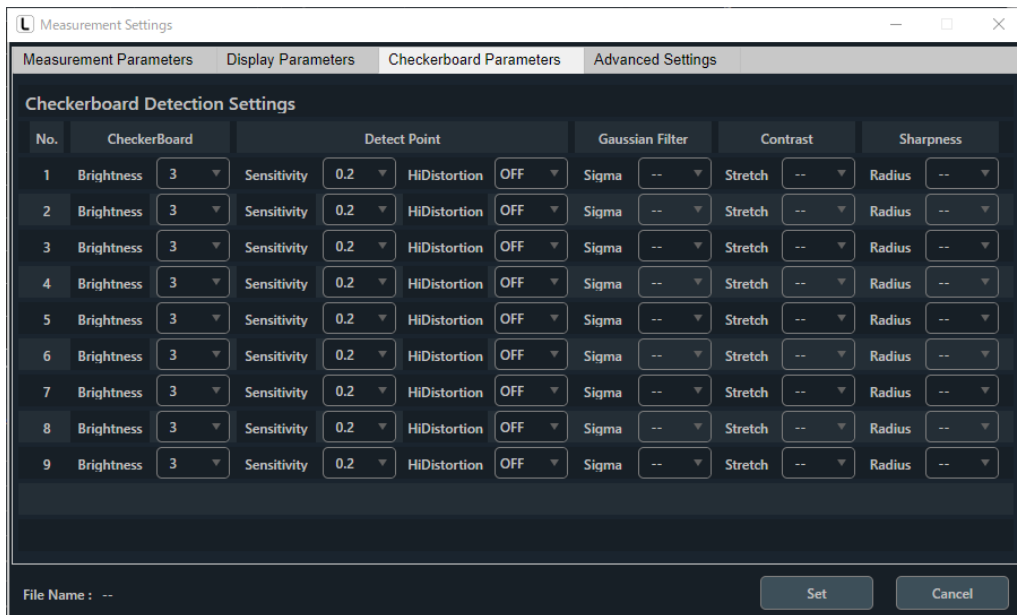 L Measurement Settings
Measurement Parameters Display Parameters Checkerboard Parameters Advanced Settings
Checkerboard Detection Settings
No. CheckerBoard Detect Point Gaussian Filter Contrast Sharpness
1 Brightness 3 Sensitivity 0.2 HiDistortion OFF Sigma -- Stretch -- Radius --
2 Brightness 3 Sensitivity 0.2 HiDistortion OFF Sigma -- Stretch -- Radius --
3 Brightness 3 Sensitivity 0.2 HiDistortion OFF Sigma -- Stretch -- Radius --
4 Brightness 3 Sensitivity 0.2 HiDistortion OFF Sigma -- Stretch -- Radius --
5 Brightness 3 Sensitivity 0.2 HiDistortion OFF Sigma -- Stretch -- Radius --
6 Brightness 3 Sensitivity 0.2 HiDistortion OFF Sigma -- Stretch -- Radius --
7 Brightness 3 Sensitivity 0.2 HiDistortion OFF Sigma -- Stretch -- Radius --
8 Brightness 3 Sensitivity 0.2 HiDistortion OFF Sigma -- Stretch -- Radius --
9 Brightness 3 Sensitivity 0.2 HiDistortion OFF Sigma -- Stretch -- Radius --
File Name : -- Set Cancel